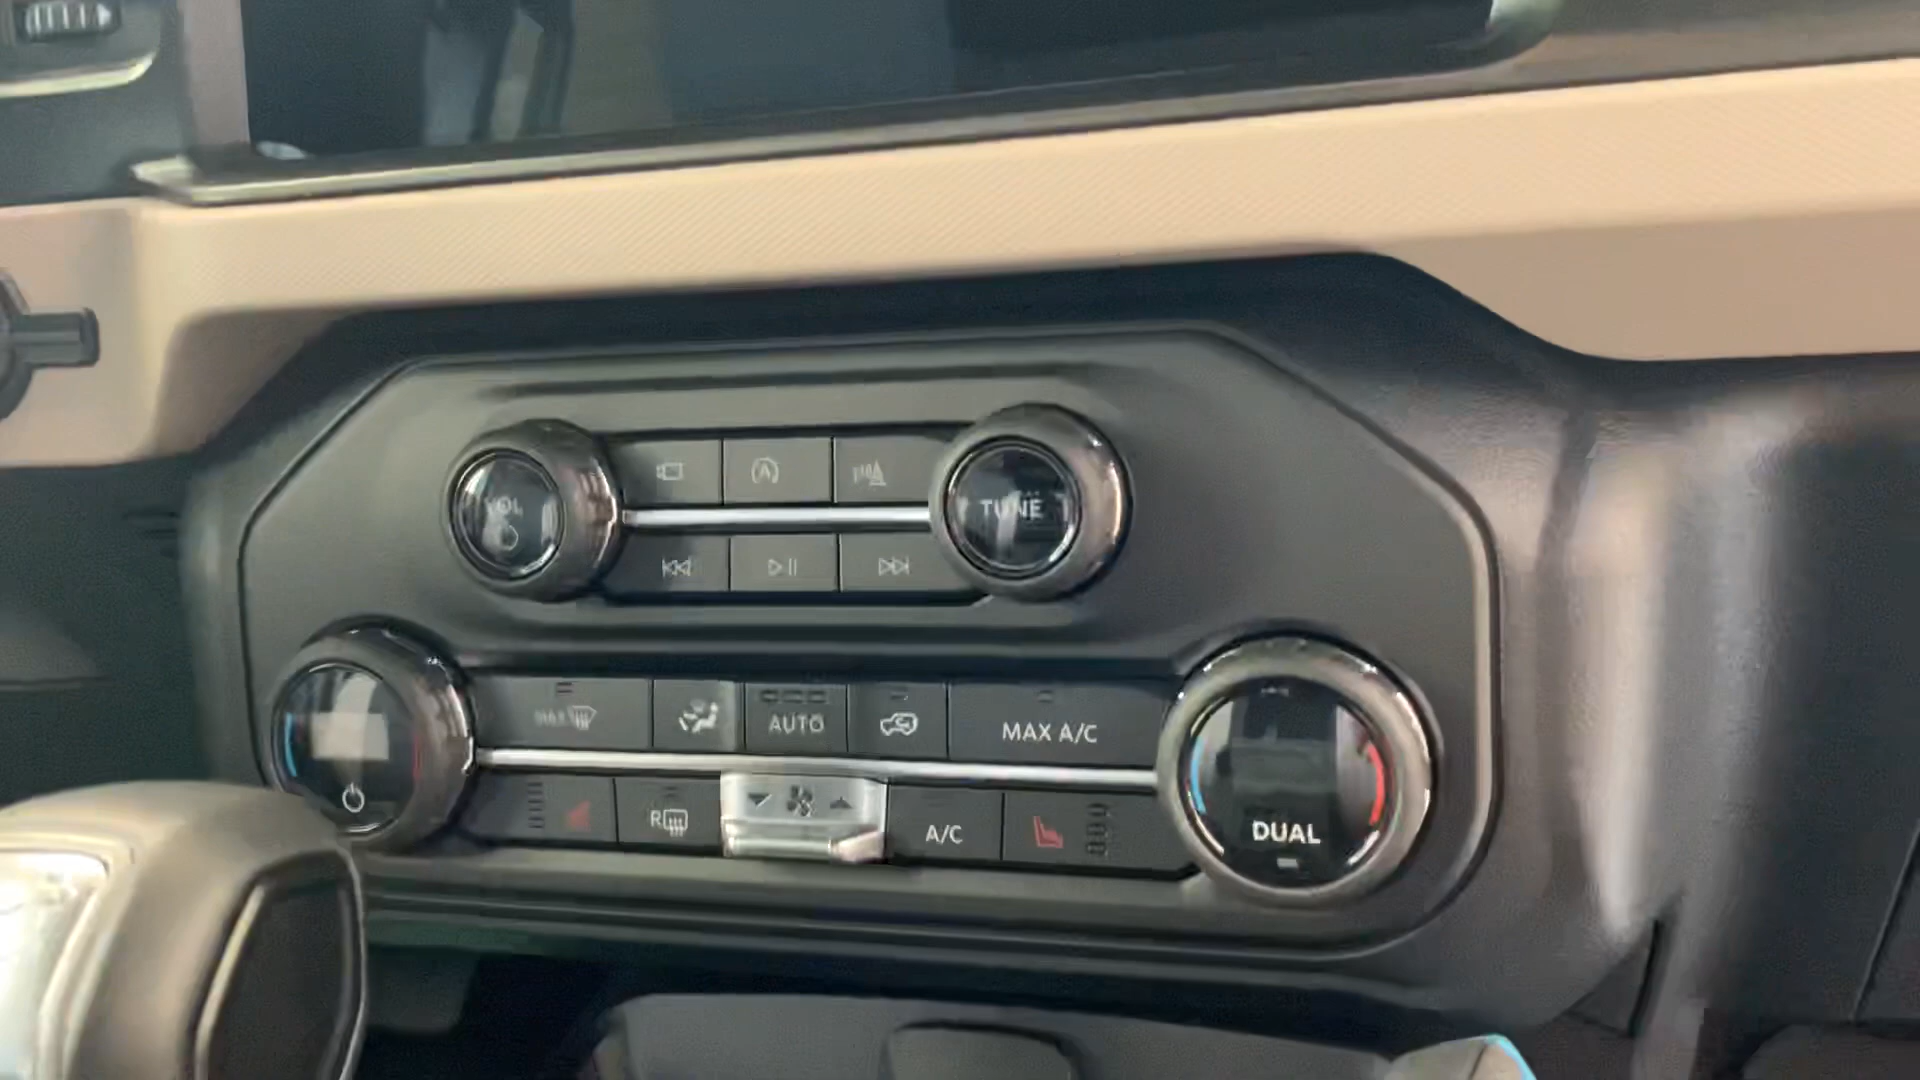 VOL
TUNE
MAX
AUTO
MAX A/C
R
A/C
DUAL